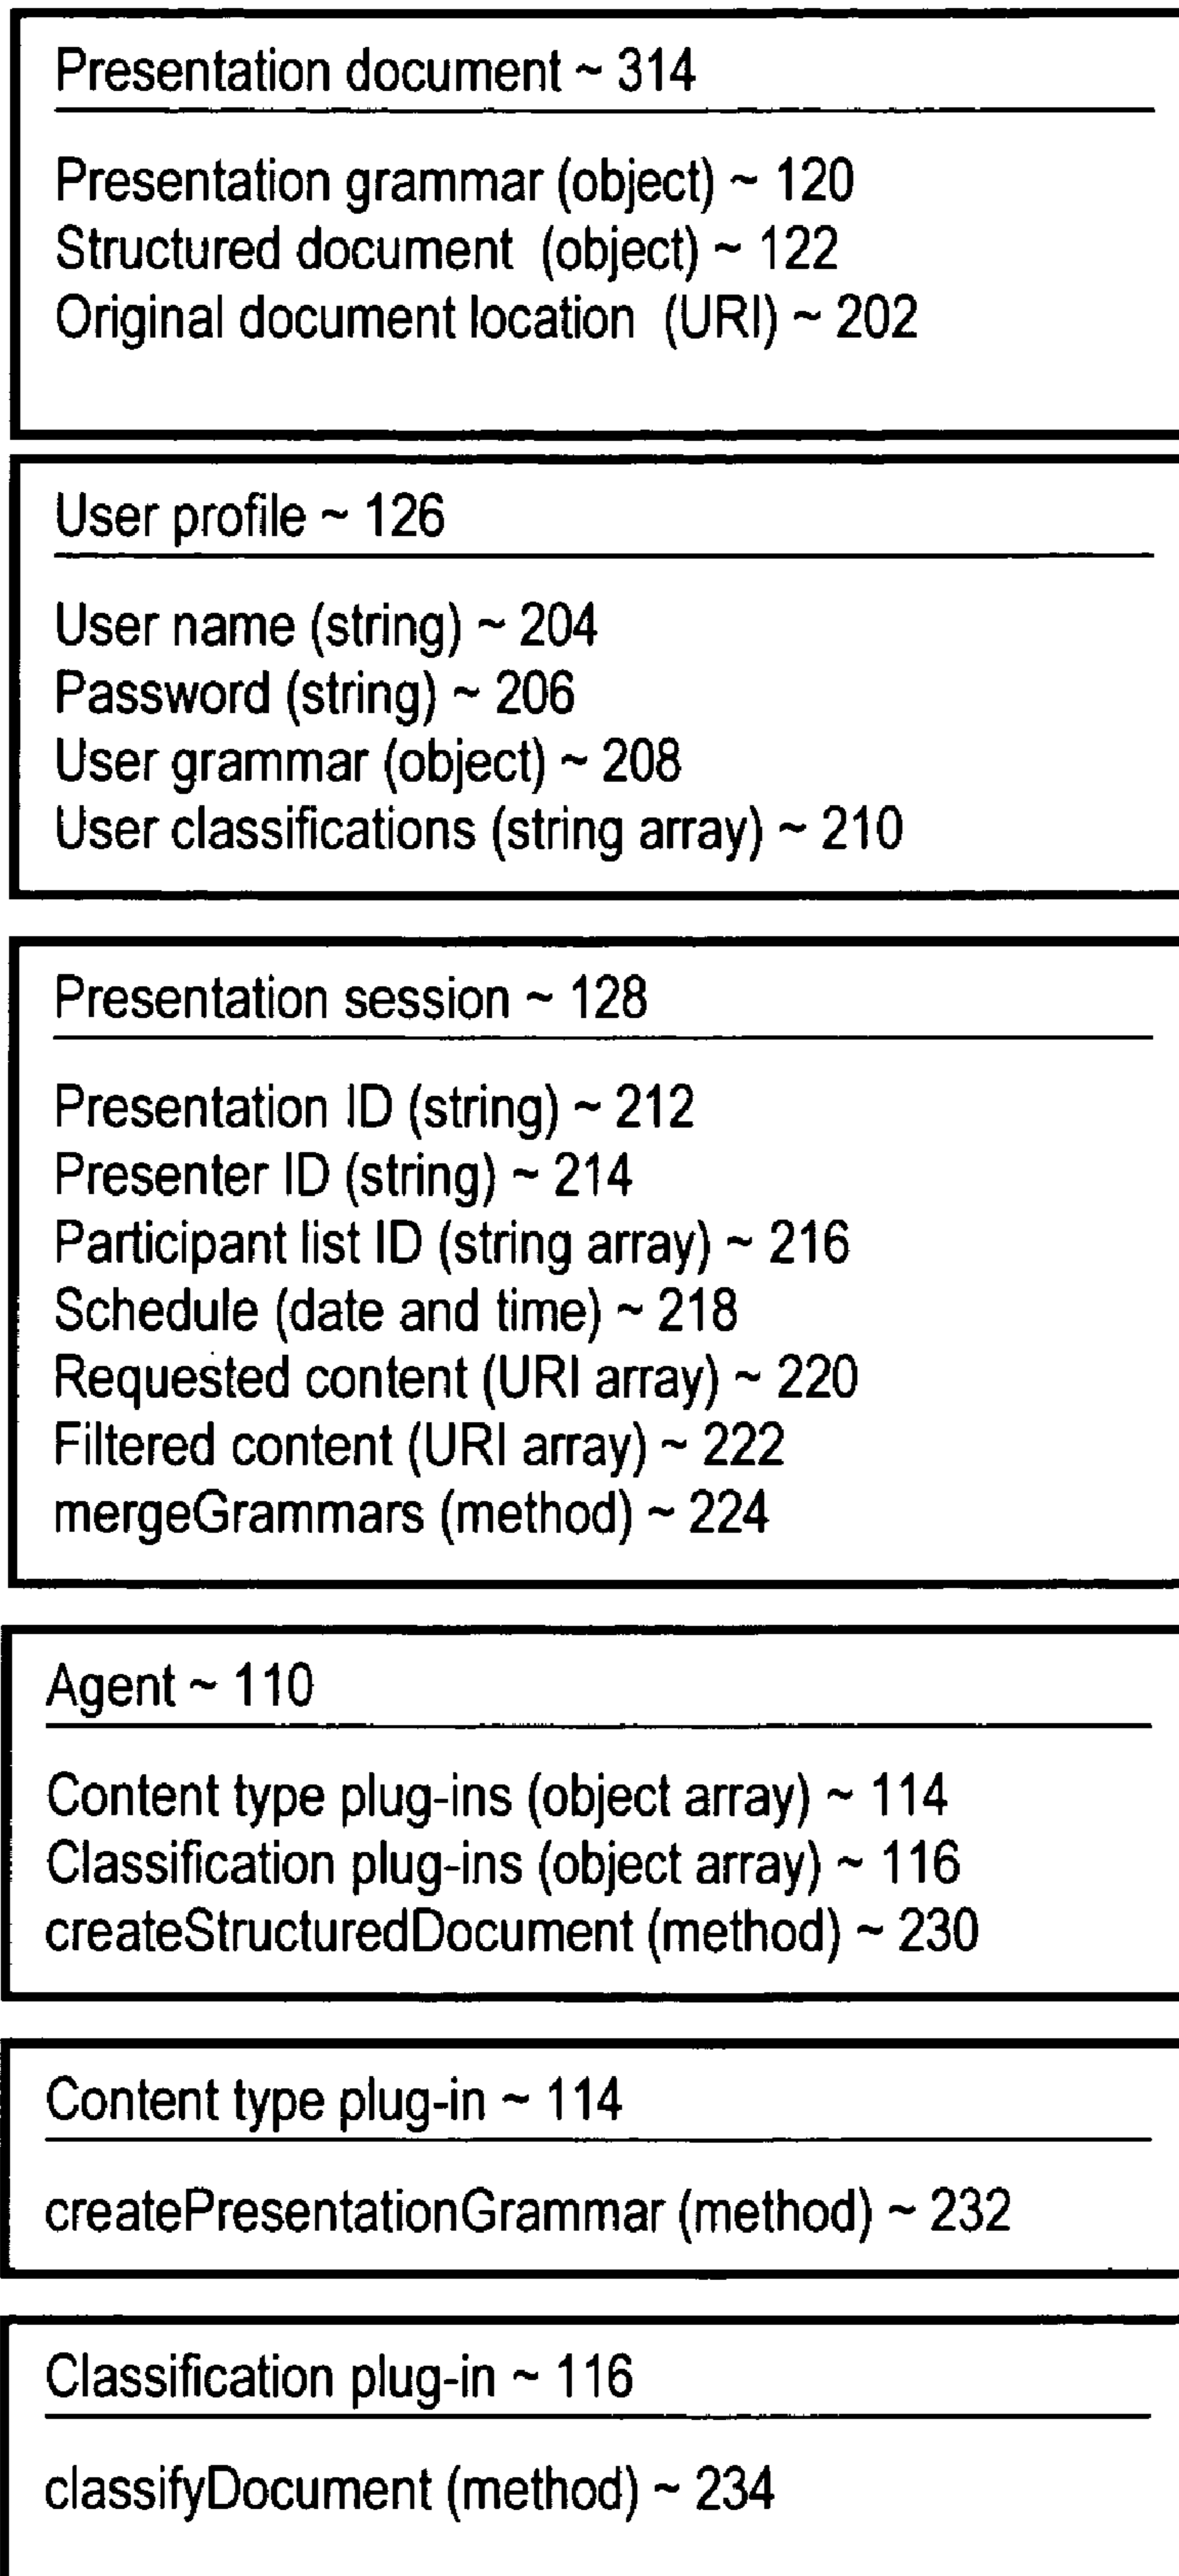 Presentation document ~ 314
Presentation grammar (object) ~ 120
Structured document (object) ~ 122
Original document location (URI) ~ 202
User profile ~ 126
User name (string) ~ 204
Password (string) ~ 206
User grammar (object) ~ 208
User classifications (string array) ~ 210
Presentation session ~ 128
Presentation ID (string) ~ 212
Presenter ID (string) ~ 214
Participant list ID (string array) ~ 216
Schedule (date and time) ~ 218
Requested content (URI array) ~ 220
Filtered content (URI array) ~ 222
mergeGrammars (method) ~ 224
Agent ~ 110
Content type plug-ins (object array) ~ 114
Classification plug-ins (object array) ~ 116
createStructuredDocument (method) ~ 230
Content type plug-in ~ 114
createPresentationGrammar (method) ~ 232
Classification plug-in ~ 116
classifyDocument (method) ~ 234